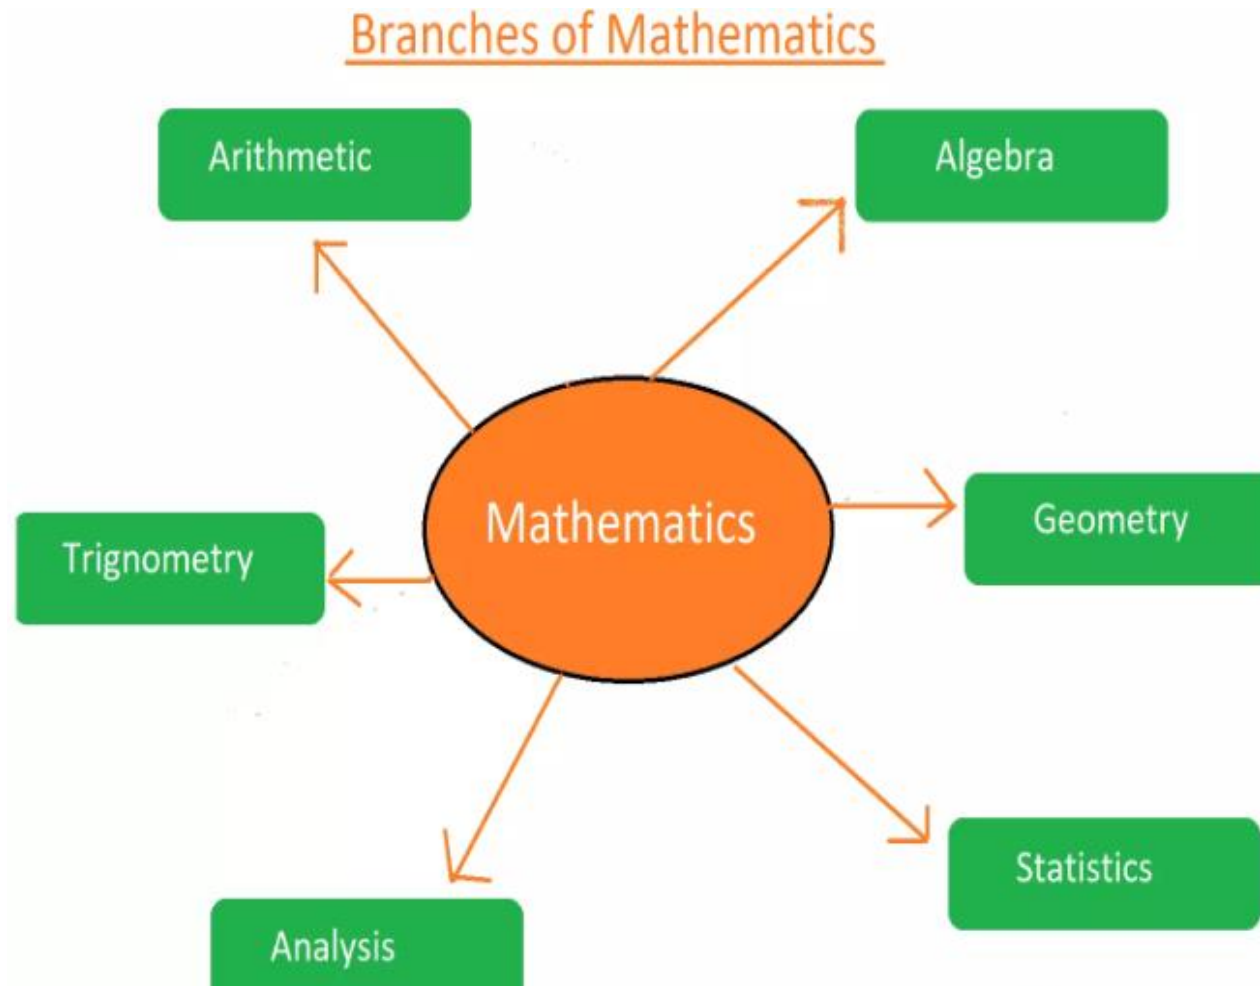 Branches of Mathematics
Arithmetic
Algebra
Mathematics
Geometry
Trignometry
Statistics
Analysis